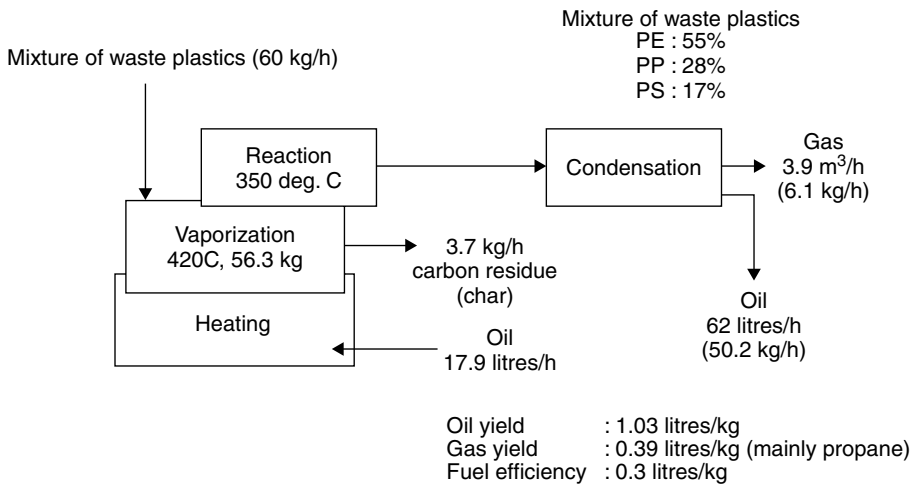 Mixture of waste plastics
PE : 55%
PP : 28%
PS : 17%
Mixture of waste plastics (60 kg/h)
Reaction
350 deg. C
Condensation
Gas
3.9 m³/h
(6.1 kg/h)
Vaporization
420C, 56.3 kg
3.7 kg/h
carbon residue
(char)
Heating
Oil
17.9 litres/h
Oil
62 litres/h
(50.2 kg/h)
Oil yield : 1.03 litres/kg
Gas yield : 0.39 litres/kg (mainly propane)
Fuel efficiency : 0.3 litres/kg